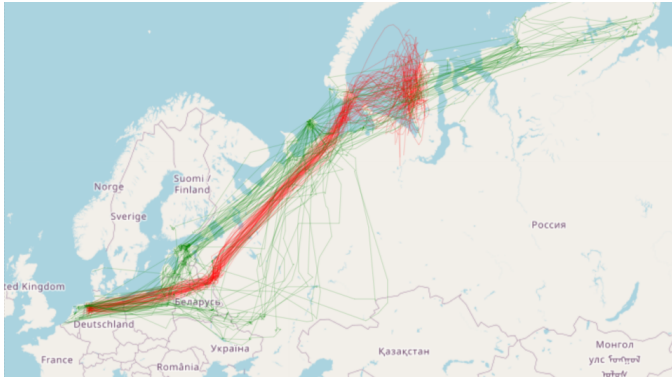 Norge
Suomi /
Finland
Sverige
Россия
ted Kingdom
Беларусь
Deutschland
Україна
France
România
Қазақстан
Монгол
улс